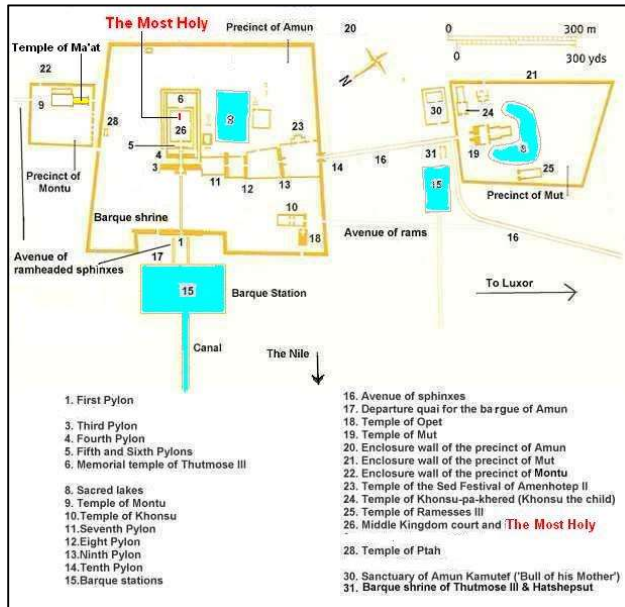 The Most Holy
Precinct of Amun
20
0 300 m
0 300 yds
N
Temple of Ma'at
22
9
28
6
26
8
21
30
24
23
5
4
3
11
12
13
14
16
31
19
8
25
15
Precinct of
Montu
Precinct of Mut
10
18
Barque shrine
1
Avenue of rams
16
Avenue of
ramheaded sphinxes
17
15
Barque Station
To Luxor
Canal
The Nile
1. First Pylon
3. Third Pylon
4. Fourth Pylon
5. Fifth and Sixth Pylons
6. Memorial temple of Thutmose III
8. Sacred lakes
9. Temple of Montu
10.Temple of Khonsu
11.Seventh Pylon
12.Eight Pylon
13.Ninth Pylon
14.Tenth Pylon
15.Barque stations
16. Avenue of sphinxes
17. Departure quai for the bargue of Amun
18. Temple of Opet
19. Temple of Mut
20. Enclosure wall of the precinct of Amun
21. Enclosure wall of the precinct of Mut
22. Enclosure wall of the precinct of Montu
23. Temple of the Sed Festival of Amenhotep II
24. Temple of Khonsu-pa-khered (Khonsu the child)
25. Temple of Ramesses III
26. Middle Kingdom court and The Most Holy
28. Temple of Ptah
30. Sanctuary of Amun Kamutef ('Bull of his Mother')
31. Barque shrine of Thutmose III & Hatshepsut